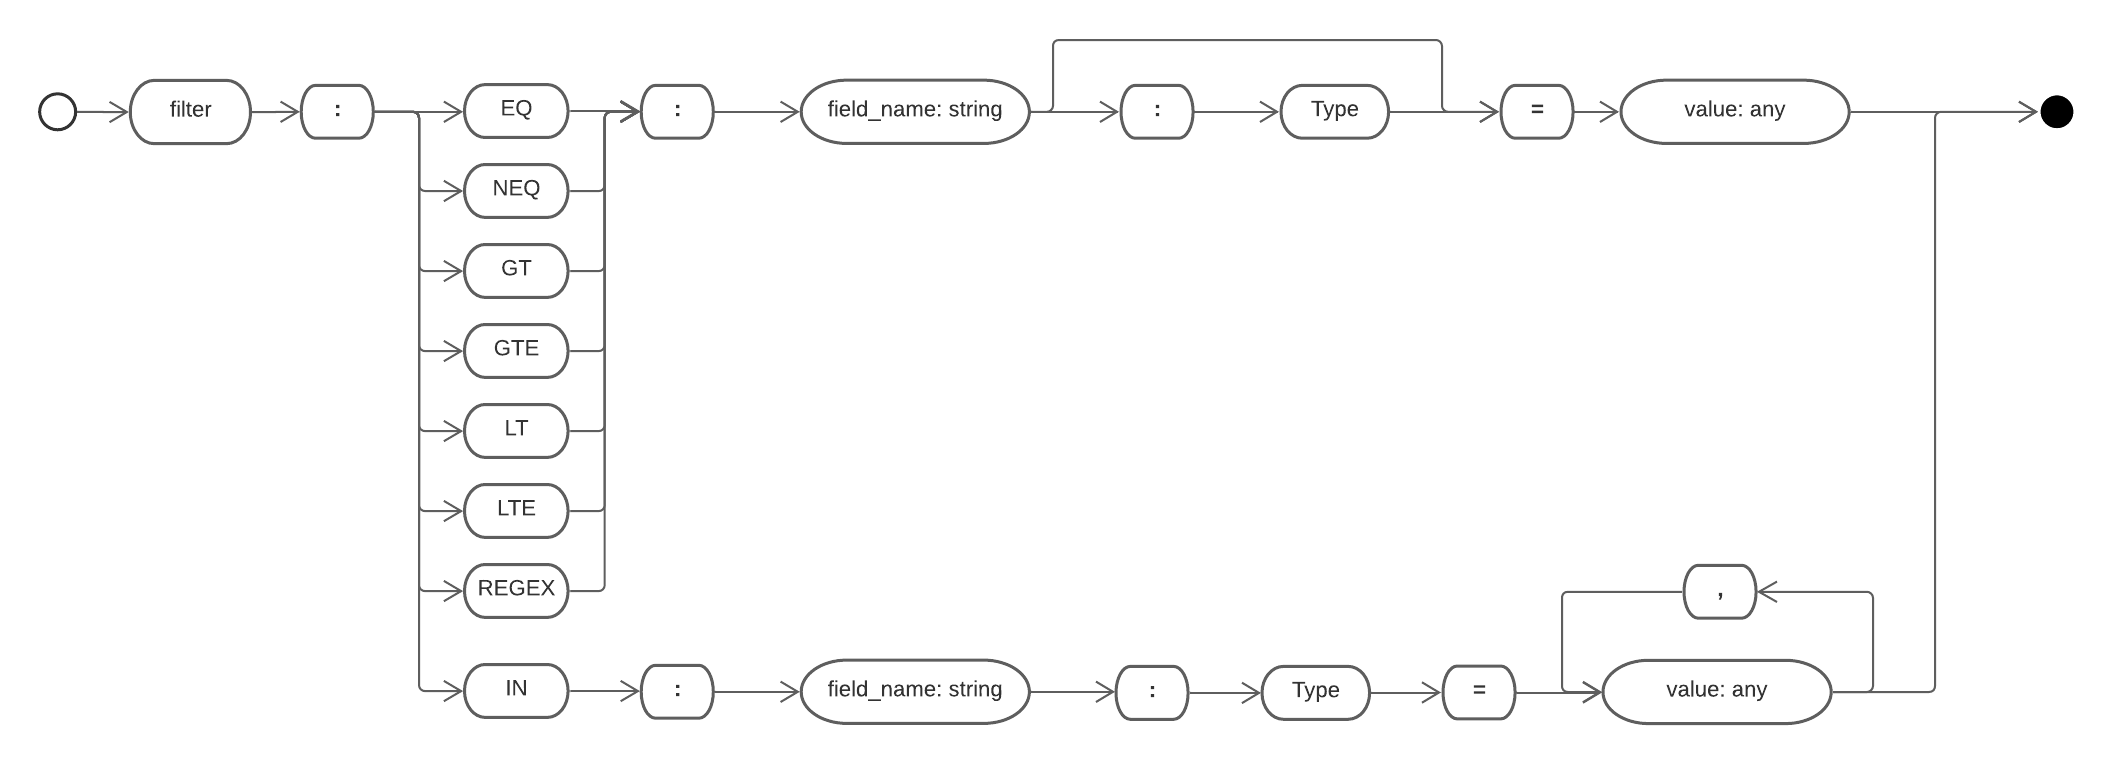 filter
:
EQ
:
field_name: string
:
Type
=
value: any
NEQ
GT
GTE
LT
LTE
REGEX
,
IN
:
field_name: string
:
Type
=
value: any